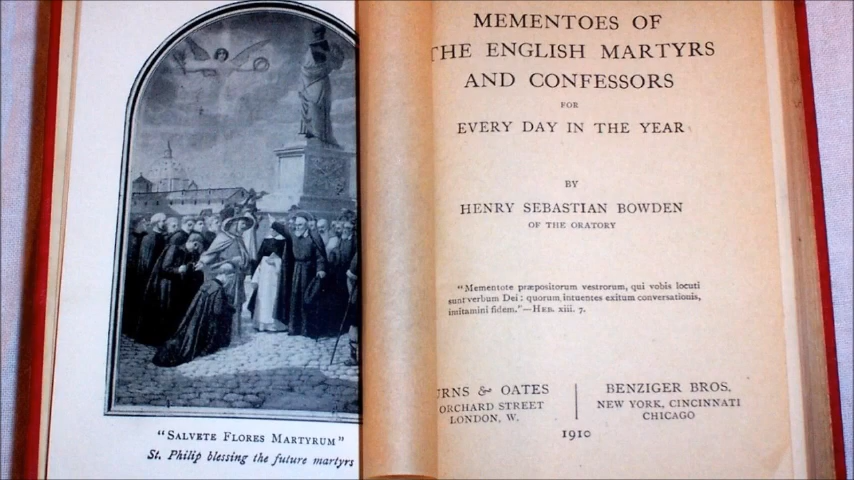 "SALVETE FLORES MARTYRUM"
St. Philip blessing the future martyrs
MEMENTOES OF
THE ENGLISH MARTYRS
AND CONFESSORS
FOR
EVERY DAY IN THE YEAR
BY
HENRY SEBASTIAN BOWDEN
OF THE ORATORY
"Mementote præpositorum vestrorum, qui vobis locuti
sunt verbum Dei: quorum intuentes exitum conversationis,
imitamini fidem."—HEB. xiii. 7.
RNS & OATES
ORCHARD STREET
LONDON, W.
BENZIGER BROS.
NEW YORK, CINCINNATI
CHICAGO
1910